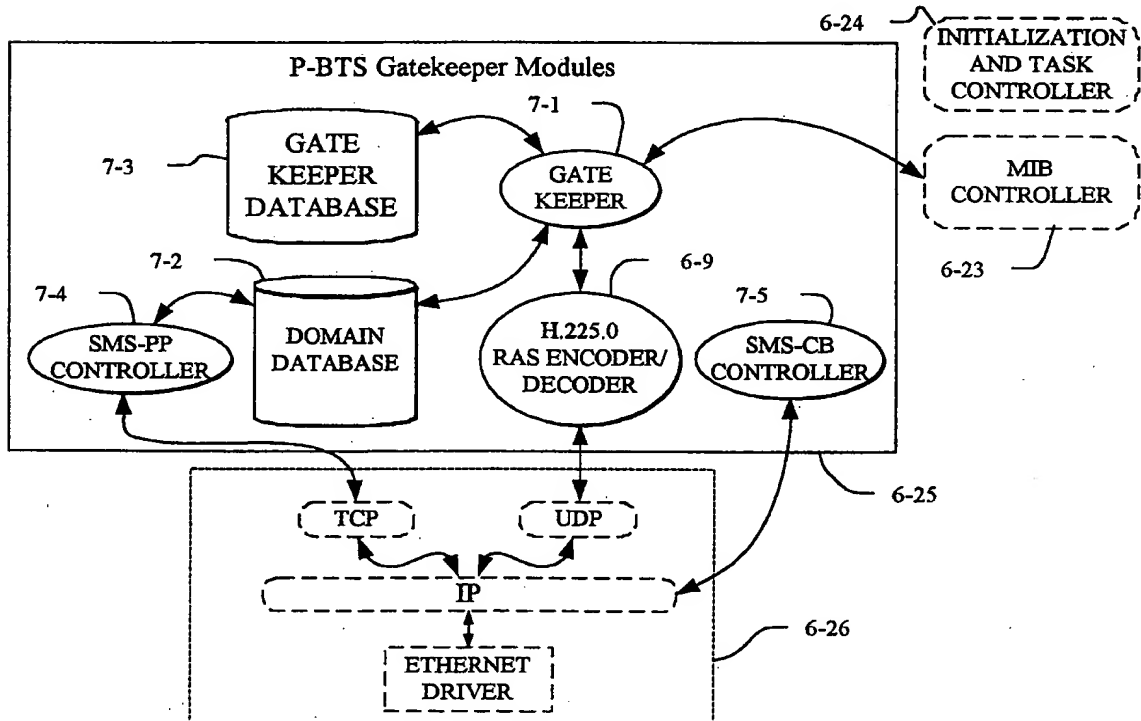 6-24
INITIALIZATION
AND TASK
CONTROLLER
P-BTS Gatekeeper Modules
7-1
7-3
GATE
KEEPER
DATABASE
GATE
KEEPER
MIB
CONTROLLER
6-23
7-2
6-9
7-4
7-5
SMS-PP
CONTROLLER
DOMAIN
DATABASE
H.225.0
RAS ENCODER/
DECODER
SMS-CB
CONTROLLER
6-25
TCP
UDP
IP
6-26
ETHERNET
DRIVER